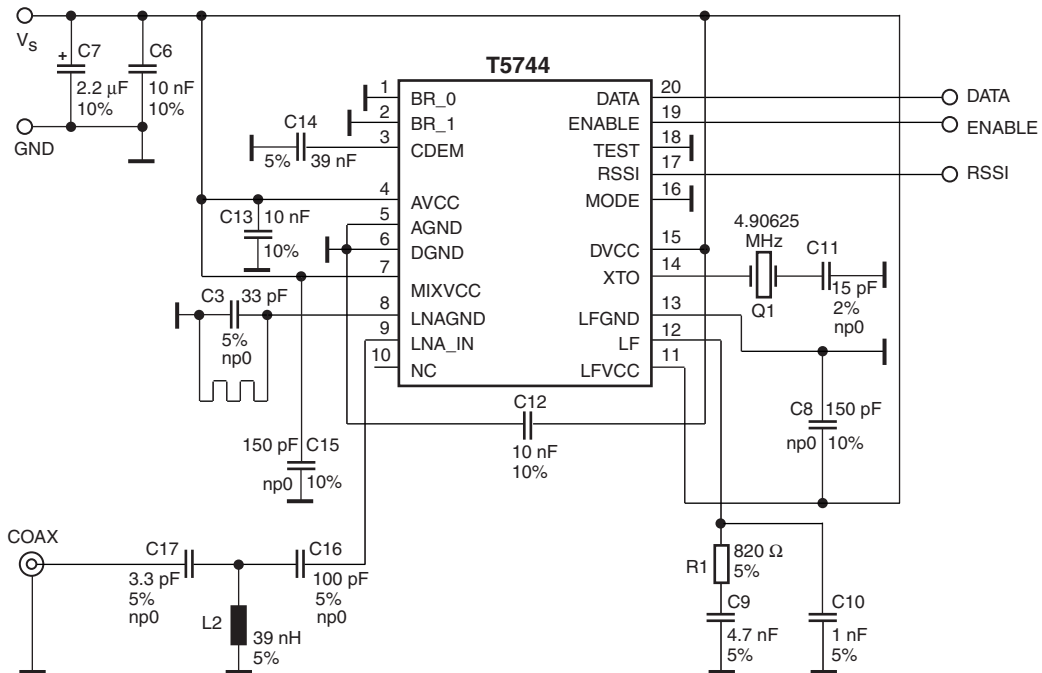 VS
C7
C6
+
2.2 µF
10%
10 nF
10%
GND
T5744
1
BR_0
2
BR_1
3
CDEM
4
AVCC
5
AGND
6
DGND
7
MIXVCC
8
LNAGND
9
LNA_IN
10
NC
20
DATA
19
ENABLE
18
TEST
17
RSSI
16
MODE
15
DVCC
14
XTO
13
LFGND
12
LF
11
LFVCC
DATA
ENABLE
RSSI
C14
5%
39 nF
C13
10 nF
10%
C3
33 pF
5%
np0
4.90625
MHz
Q1
C11
15 pF
2%
np0
C12
10 nF
10%
C8
150 pF
np0
10%
150 pF
C15
np0
10%
COAX
C17
3.3 pF
5%
np0
C16
100 pF
5%
np0
L2
39 nH
5%
R1
820 Ω
5%
C9
4.7 nF
5%
C10
1 nF
5%